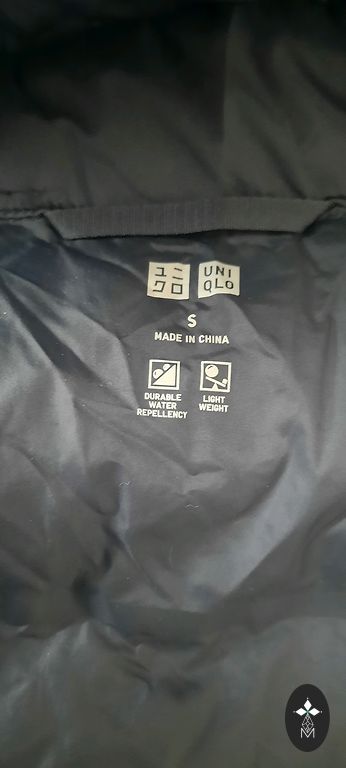 ユニ UNI
クロ QLO
S
MADE IN CHINA
DURABLE WATER REPELLENCY
LIGHT WEIGHT
M